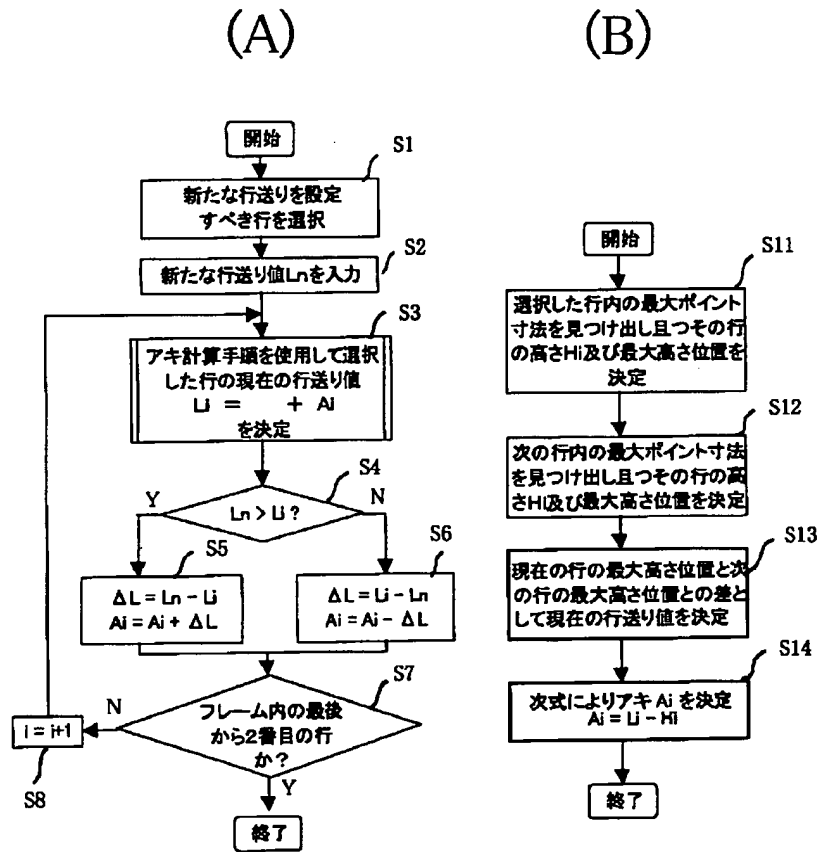 (A)
開始
S1
新たな行送りを設定
すべき行を選択
S2
新たな行送り値Lnを入力
S3
アキ計算手順を使用して選択
した行の現在の行送り値
Li = + Ai
を決定
S4
Y
Ln > Li ?
N
S5
ΔL = Ln - Li
Ai = Ai + ΔL
S6
ΔL = Li - Ln
Ai = Ai - ΔL
S7
N
フレーム内の最後
から2番目の行
か?
Y
i = i+1
S8
終了
(B)
開始
S11
選択した行内の最大ポイント
寸法を見つけ出し且つその行
の高さHi及び最大高さ位置を
決定
S12
次の行内の最大ポイント寸法
を見つけ出し且つその行の高
さHi及び最大高さ位置を決定
S13
現在の行の最大高さ位置と次
の行の最大高さ位置との差と
して現在の行送り値を決定
S14
次式によりアキ Ai を決定
Ai = Li - Hi
終了